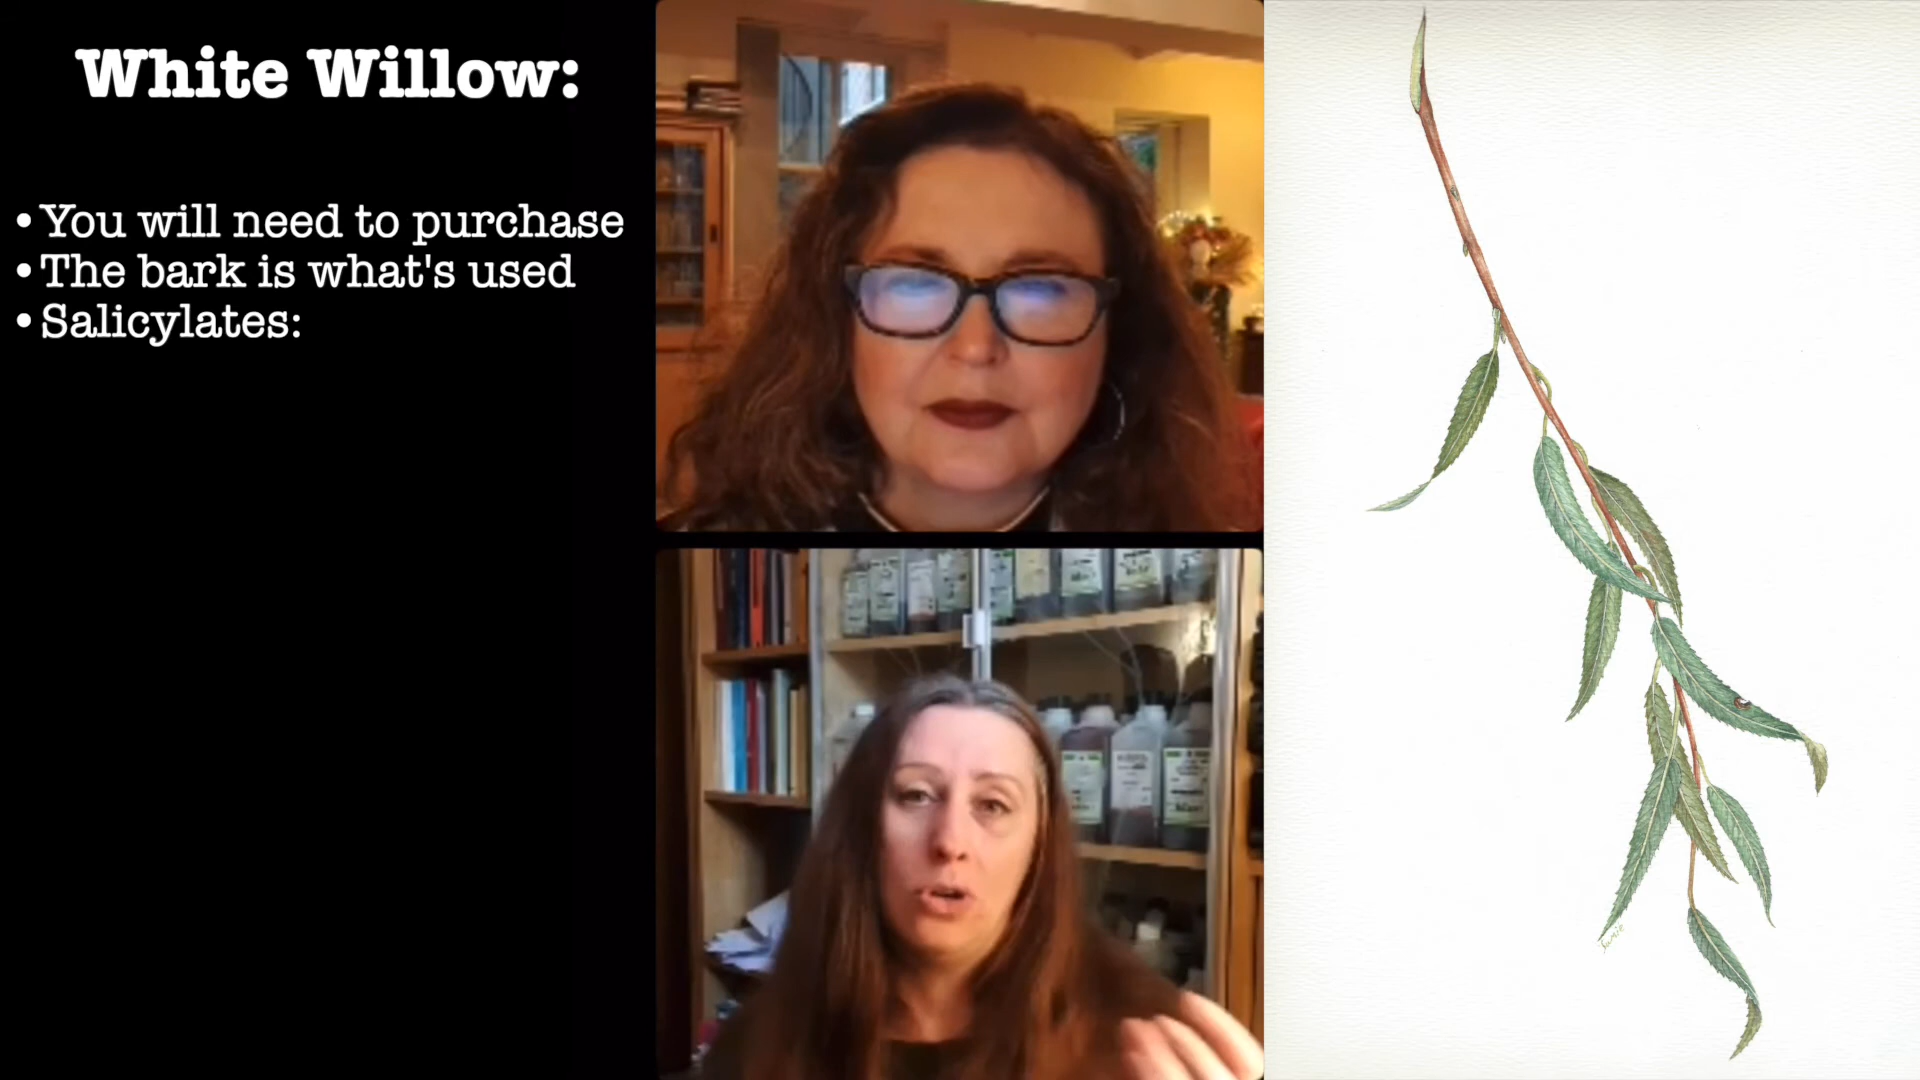 White Willow:
• You will need to purchase
• The bark is what's used
• Salicylates: